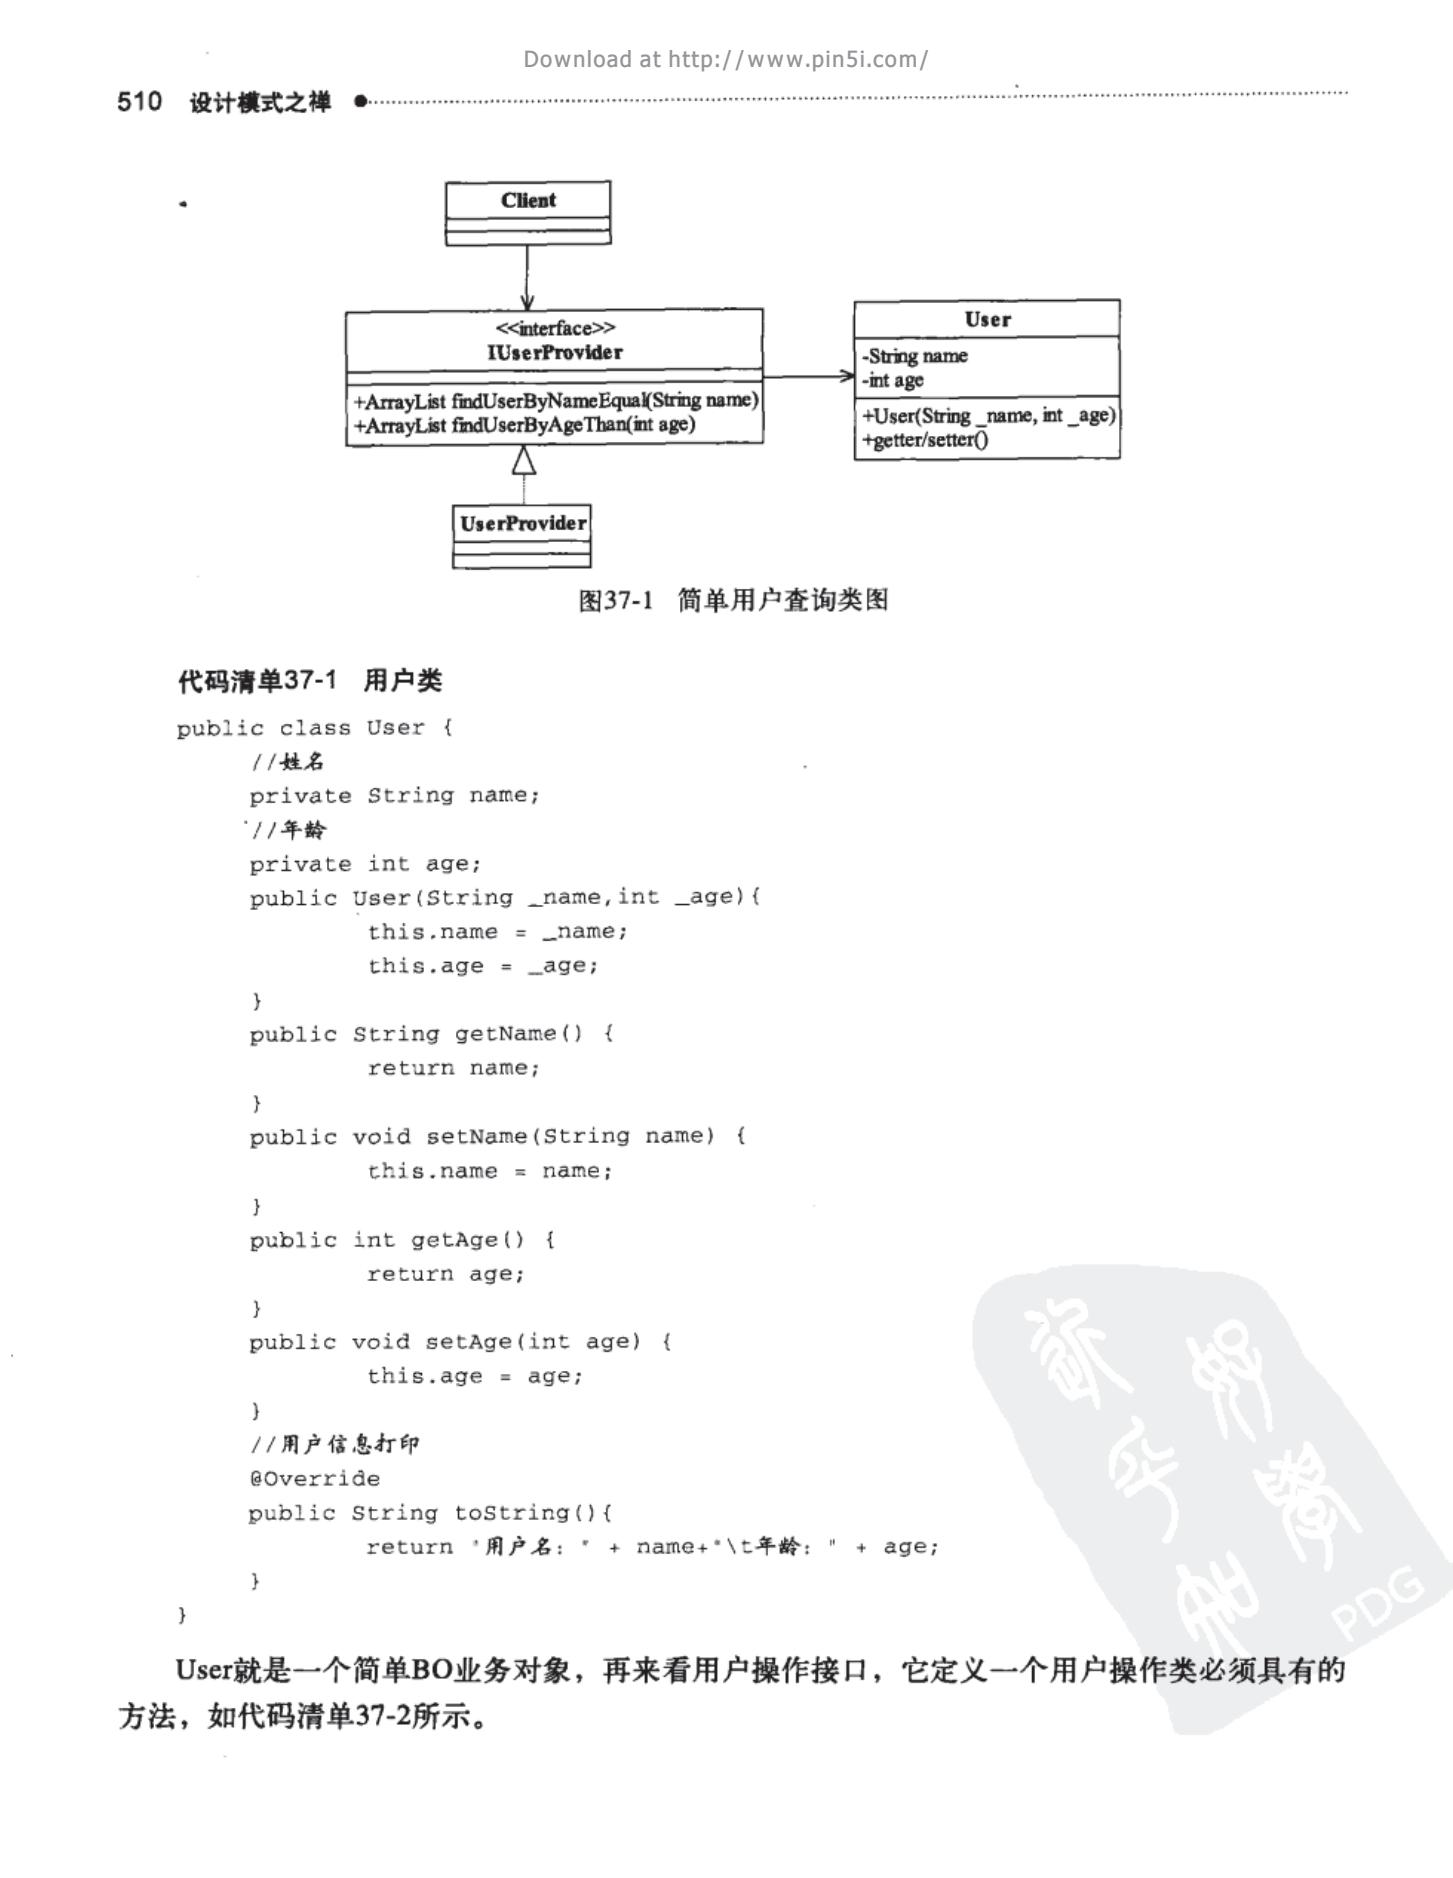 Download at http://www.pin5i.com/
510 设计模式之禅
Client
<<interface>>
IUserProvider
+ArrayList findUserByNameEqual(String name)
+ArrayList findUserByAgeThan(int age)
User
-String name
-int age
+User(String _name, int _age)
+getter/setter()
UserProvider
图37-1 简单用户查询类图
代码清单37-1 用户类
public class User {
//姓名
private String name;
//年龄
private int age;
public User(String _name,int _age){
this.name = _name;
this.age = _age;
}
public String getName() {
return name;
}
public void setName(String name) {
this.name = name;
}
public int getAge() {
return age;
}
public void setAge(int age) {
this.age = age;
}
//用户信息打印
@Override
public String toString(){
return "用户名：" + name+"\t年龄：" + age;
}
}
PDG
User就是一个简单BO业务对象，再来看用户操作接口，它定义一个用户操作类必须具有的
方法，如代码清单37-2所示。